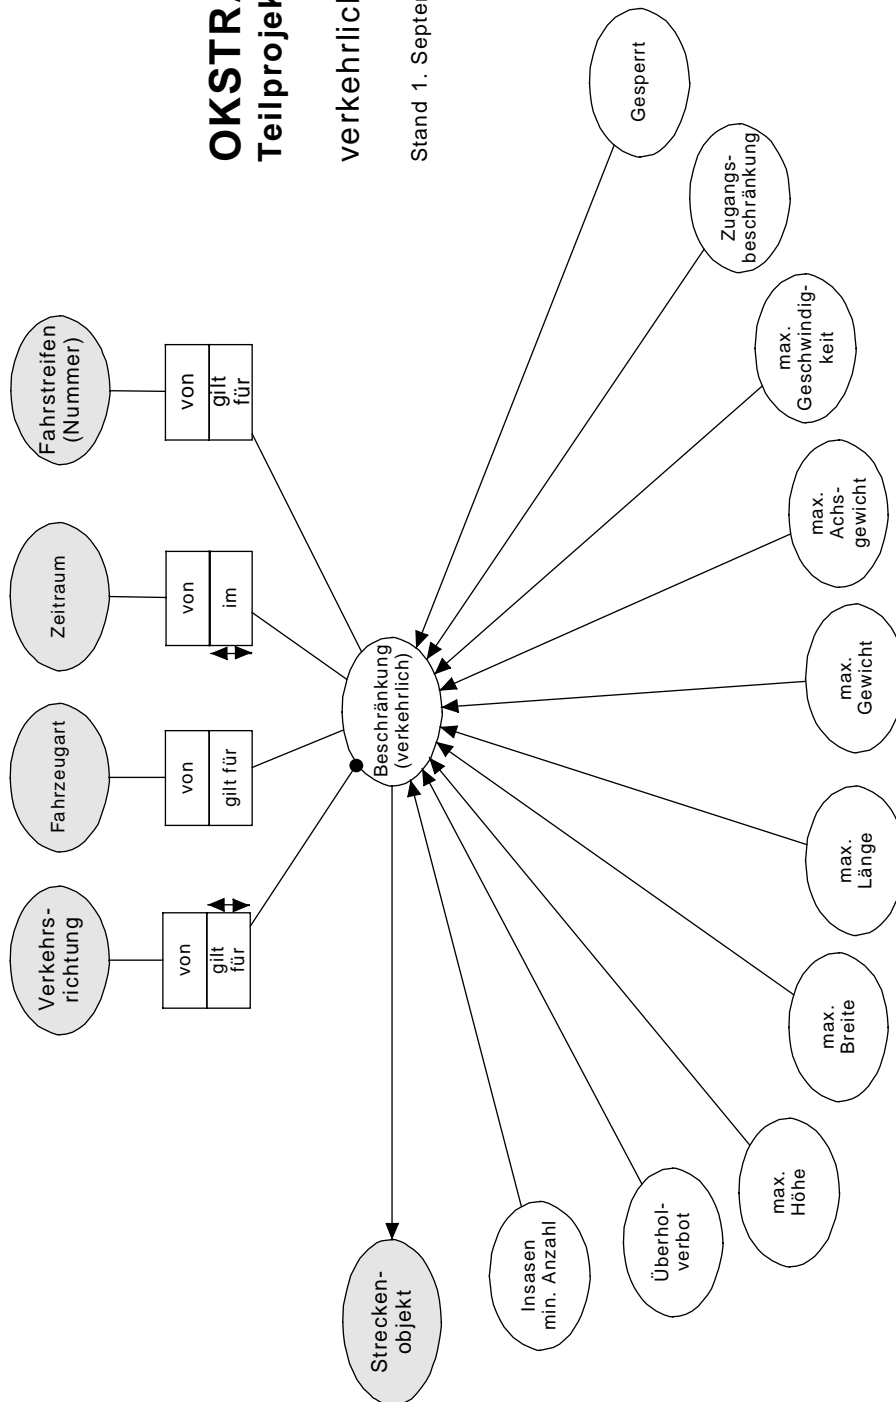 Verkehrs-
richtung
Fahrzeugart
Zeitraum
Fahrstreifen
(Nummer)
von
gilt
für
von
gilt für
von
im
von
gilt
für
OKSTRA
Teilprojek
verkehrlich
Stand 1. Septe
Strecken-
objekt
Beschränkung
(verkehrlich)
Insasen
min. Anzahl
Überhol-
verbot
max.
Höhe
max.
Breite
max.
Länge
max.
Gewicht
max.
Achs-
gewicht
max.
Geschwindig-
keit
Zugangs-
beschränkung
Gesperrt